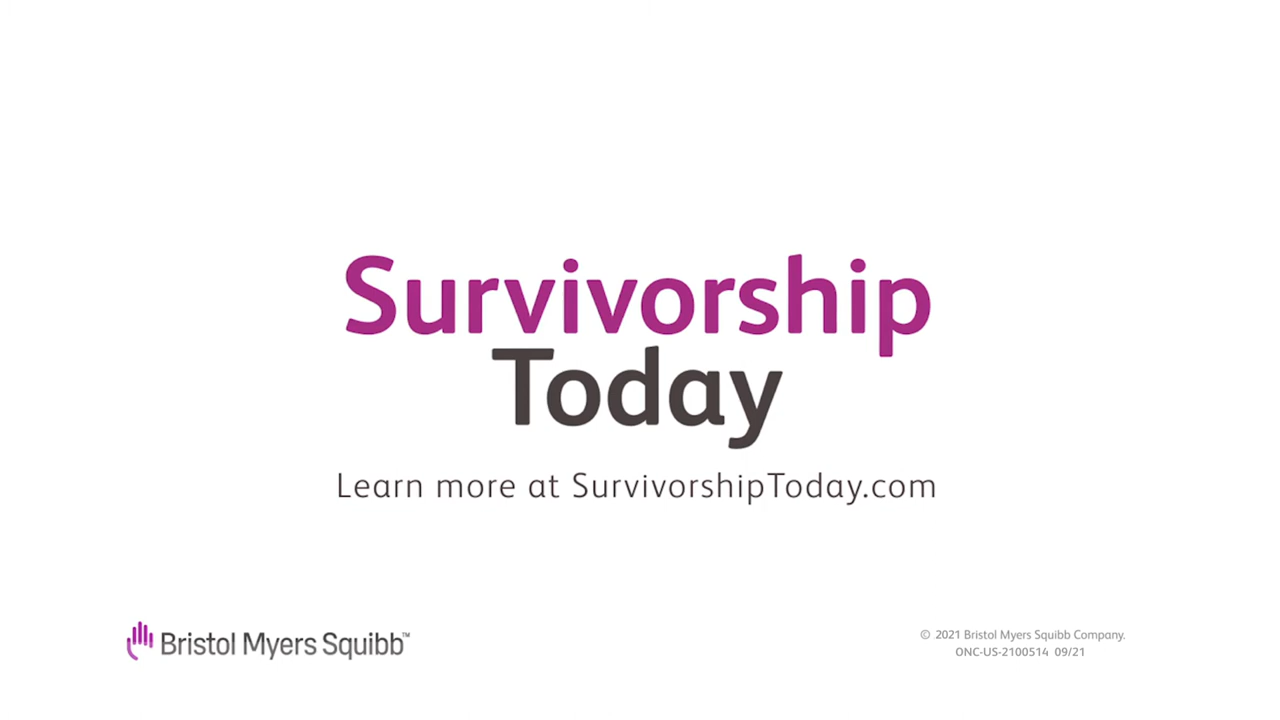 Survivorship
Today
Learn more at SurvivorshipToday.com
Bristol Myers Squibb™
© 2021 Bristol Myers Squibb Company.
ONC-US-2100514 09/21